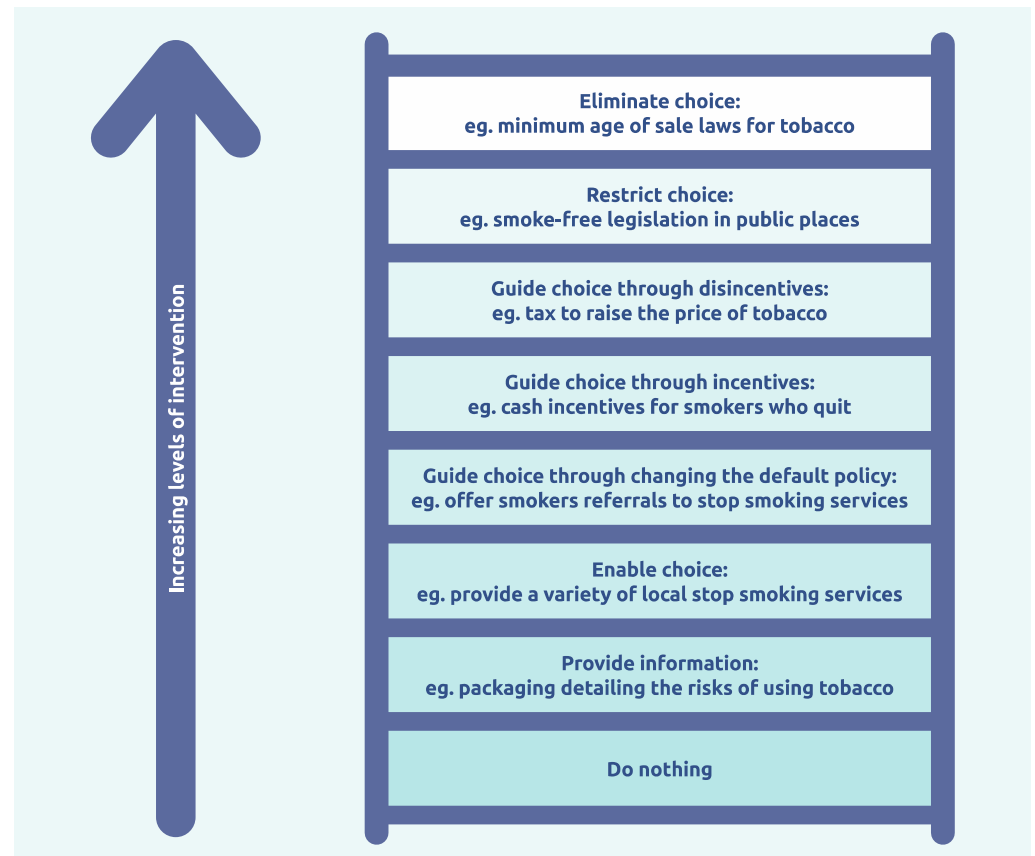 Increasing levels of intervention
Eliminate choice:
eg. minimum age of sale laws for tobacco
Restrict choice:
eg. smoke-free legislation in public places
Guide choice through disincentives:
eg. tax to raise the price of tobacco
Guide choice through incentives:
eg. cash incentives for smokers who quit
Guide choice through changing the default policy:
eg. offer smokers referrals to stop smoking services
Enable choice:
eg. provide a variety of local stop smoking services
Provide information:
eg. packaging detailing the risks of using tobacco
Do nothing